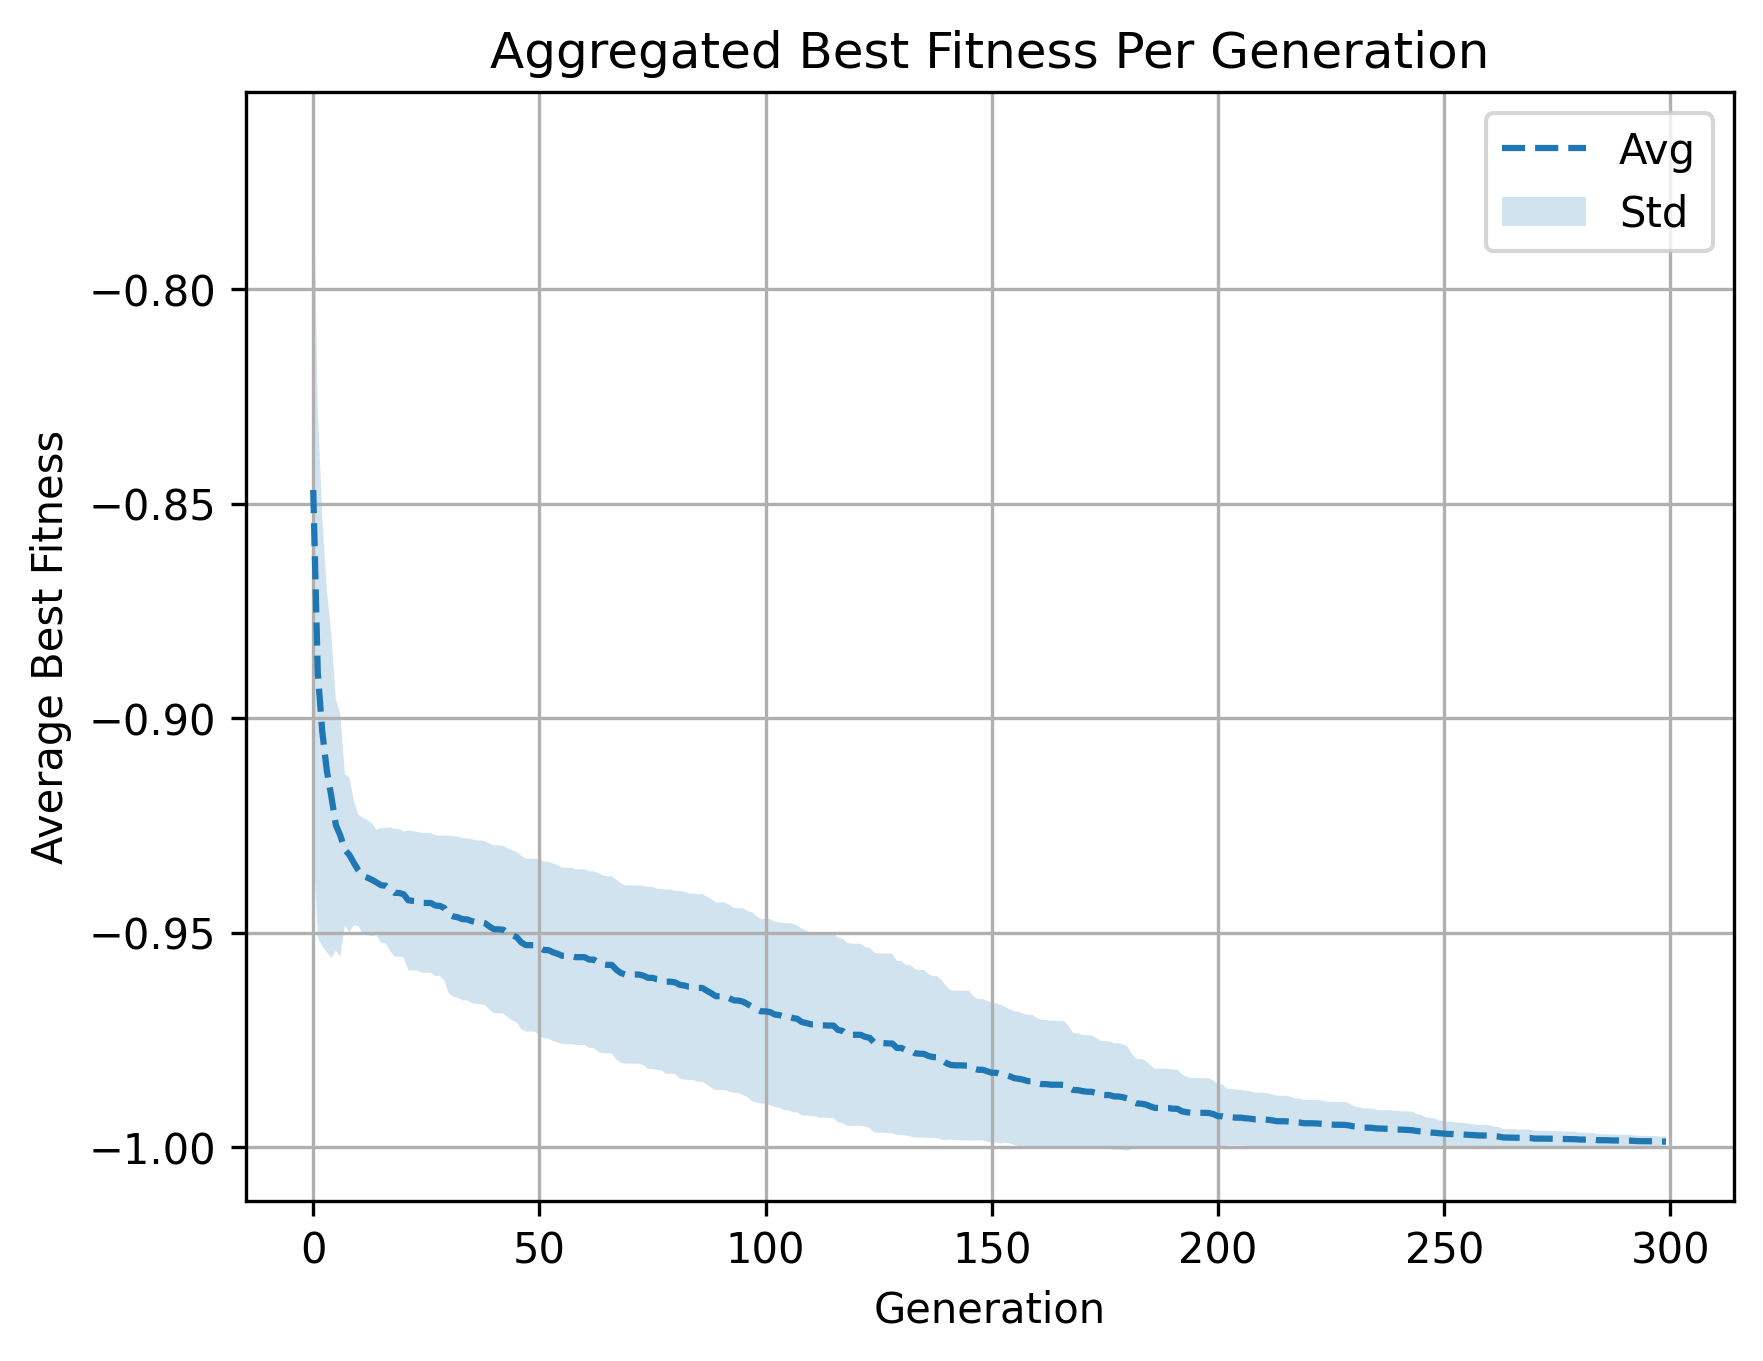 Aggregated Best Fitness Per Generation
Avg
Std
Average Best Fitness
−0.80
−0.85
−0.90
−0.95
−1.00
0 50 100 150 200 250 300
Generation